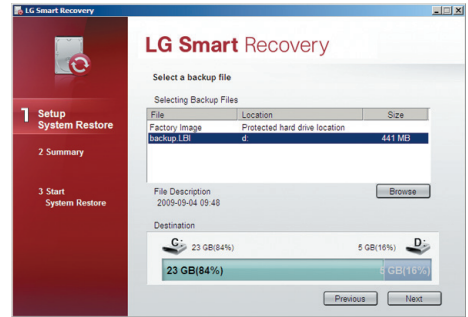 LG Smart Recovery
LG Smart Recovery
Select a backup file
Selecting Backup Files
File Location Size
Factory Image Protected hard drive location
backup.LBI d: 441 MB
1 Setup
System Restore
2 Summary
3 Start
System Restore
File Description Browse
2009-09-04 09:48
Destination
C: 23 GB(84%) 5 GB(16%) D:
23 GB(84%) 5 GB(16%)
Previous Next